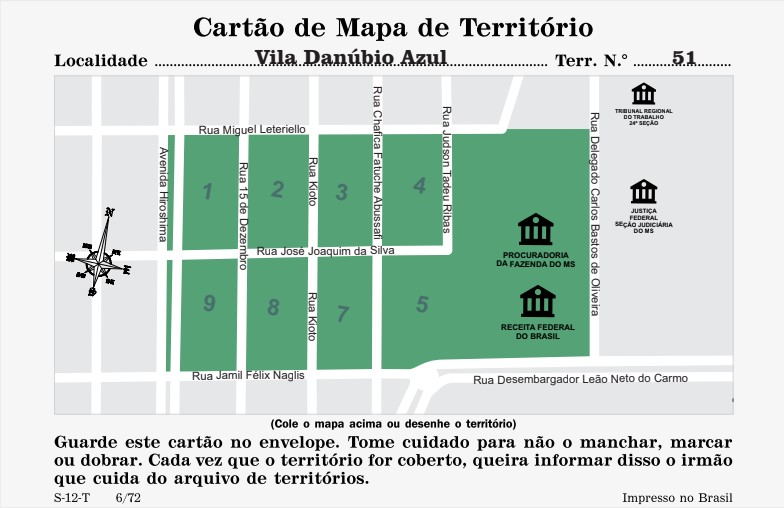 Cartão de Mapa de Território
Localidade Vila Danúbio Azul Terr. N.° 51
Rua Miguel Leteriello
Avenida Hiroshima
Rua 15 de Dezembro
Rua Kioto
Rua Chafica Fatuche Abussafi
Rua Judson Tadeu Ribas
Rua Delegado Carlos Bastos de Oliveira
TRIBUNAL REGIONAL
DO TRABALHO
24ª SEÇÃO
1
2
3
4
JUSTIÇA
FEDERAL
SEÇÃO JUDICIÁRIA
DO MS
N
Rua José Joaquim da Silva
PROCURADORIA
DA FAZENDA DO MS
9
8
Rua Kioto
7
5
RECEITA FEDERAL
DO BRASIL
Rua Jamil Félix Naglis
Rua Desembargador Leão Neto do Carmo
(Cole o mapa acima ou desenhe o território)
Guarde este cartão no envelope. Tome cuidado para não o manchar, marcar
ou dobrar. Cada vez que o território for coberto, queira informar disso o irmão
que cuida do arquivo de territórios.
S-12-T 6/72 Impresso no Brasil